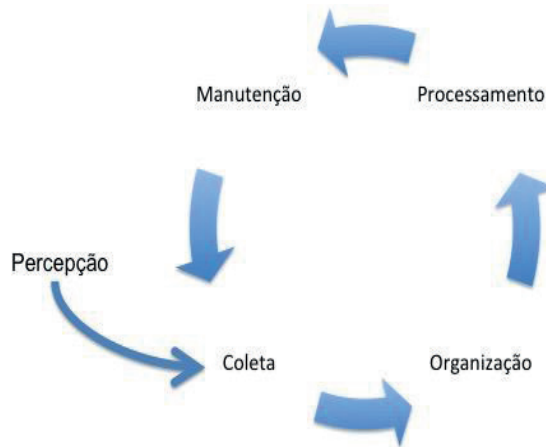 Manutenção
Processamento
Percepção
Coleta
Organização